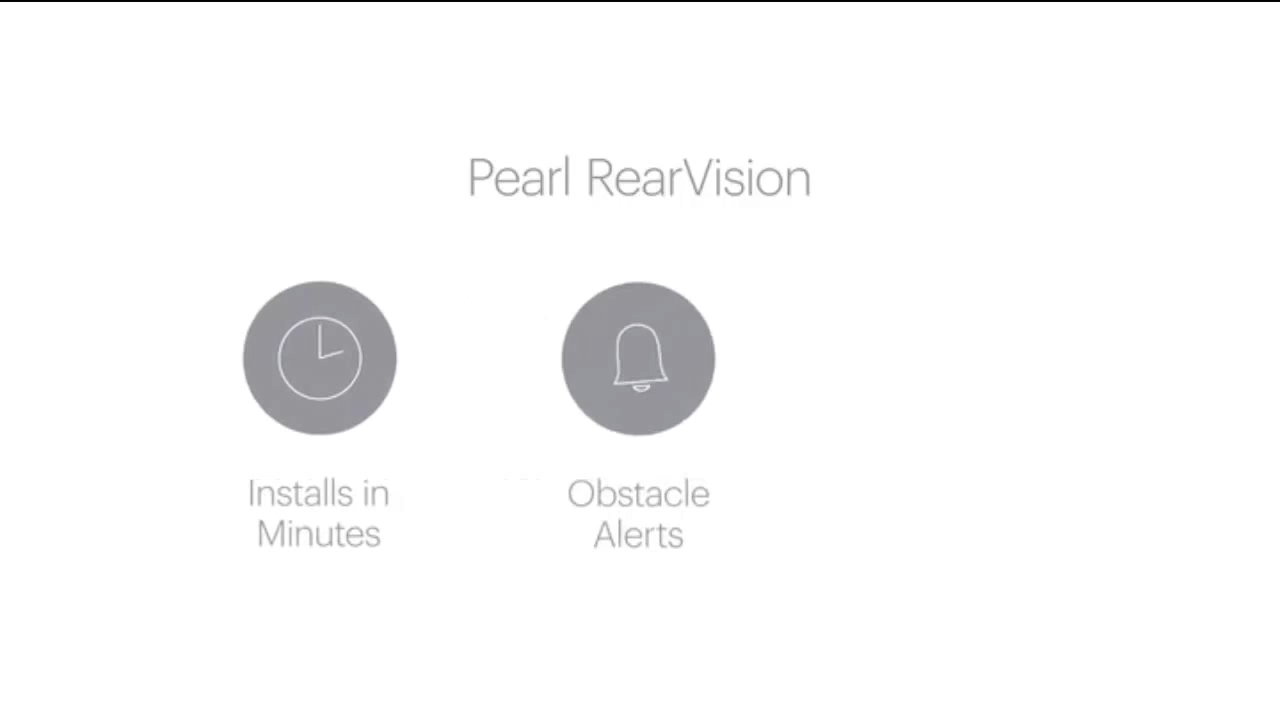 Pearl RearVision
Installs in
Minutes
Obstacle
Alerts